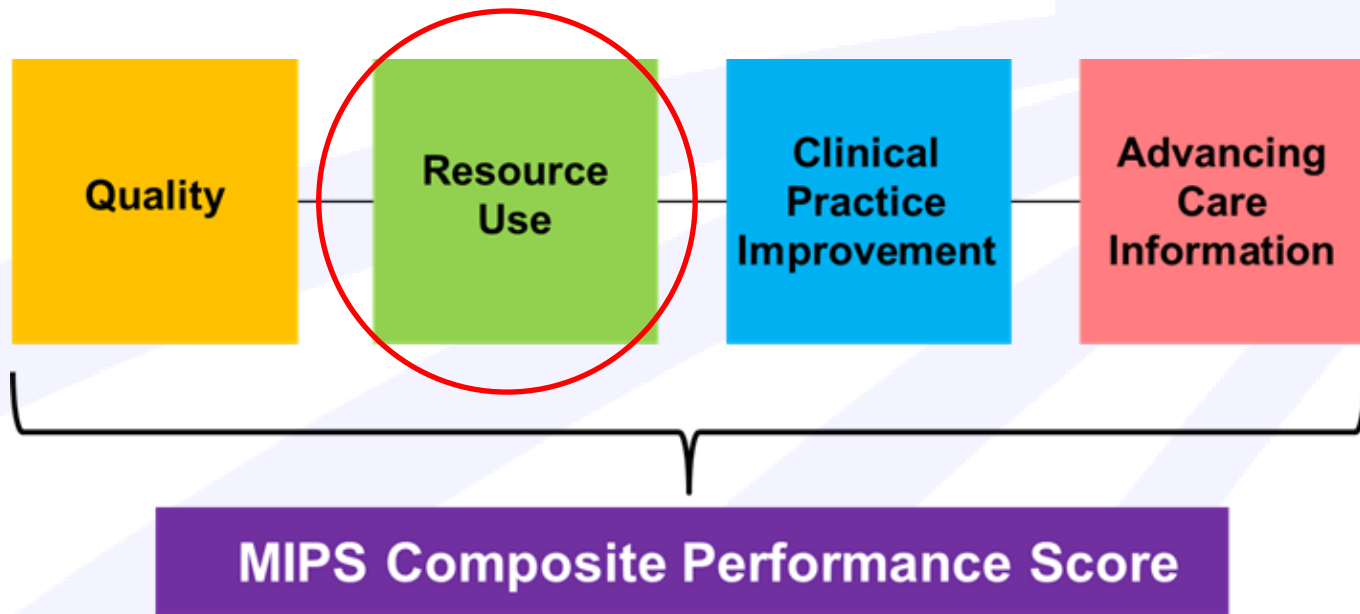 Quality
Resource
Use
Clinical
Practice
Improvement
Advancing
Care
Information
MIPS Composite Performance Score